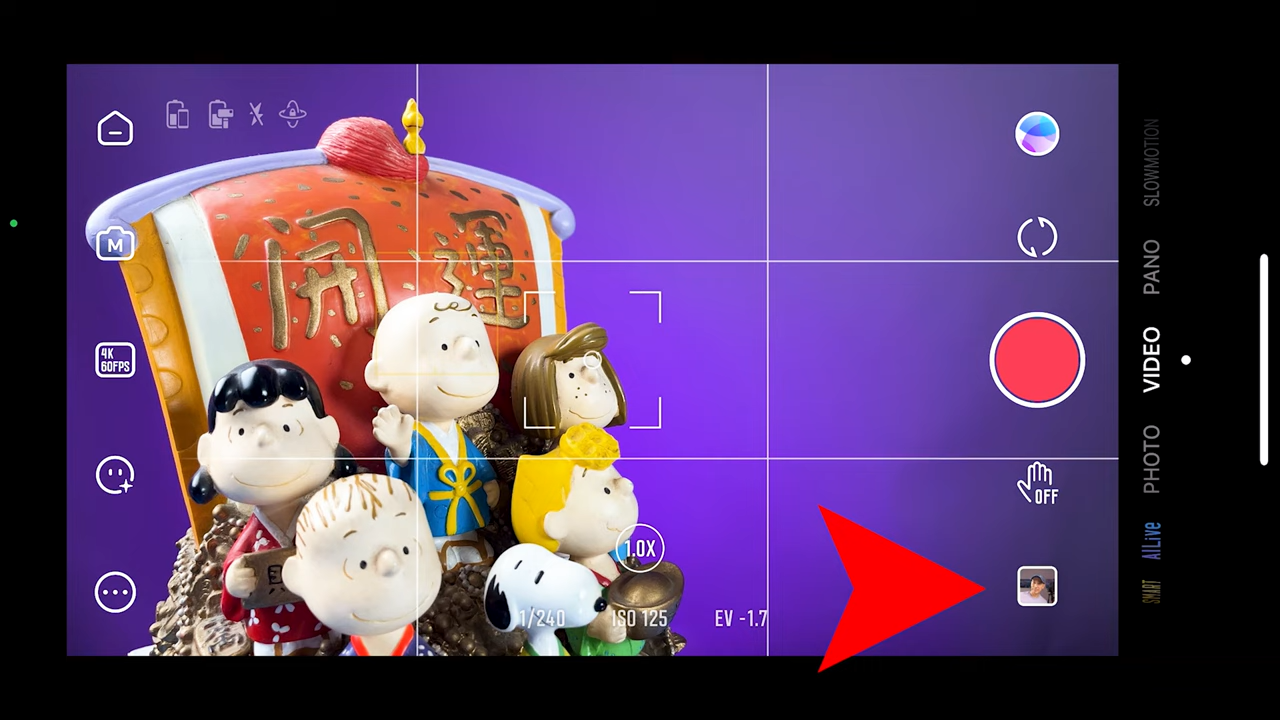 M
4K
60FPS
開運
1.0X
1/240
ISO 125
EV -1.7
OFF
SLOWMOTION
PANO
VIDEO
PHOTO
AILive
SMART